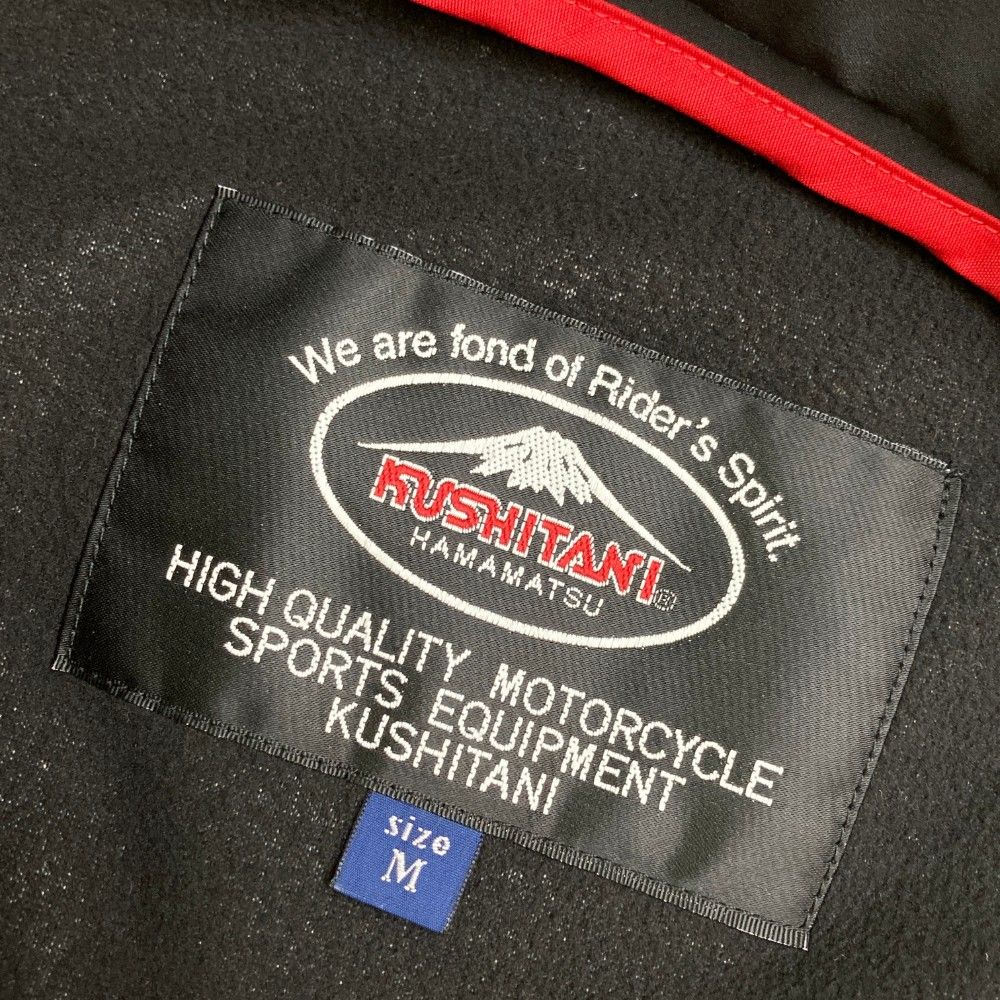 We are fond of Rider's Spirit.
KUSHITANI®
HAMAMATSU
HIGH QUALITY MOTORCYCLE
SPORTS EQUIPMENT
KUSHITANI
size
M